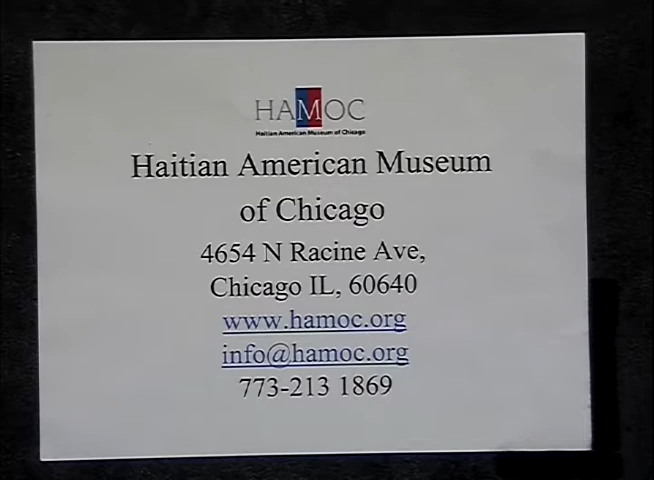 HAMOC
Haitian American Museum of Chicago
Haitian American Museum
of Chicago
4654 N Racine Ave,
Chicago IL, 60640
www.hamoc.org
info@hamoc.org
773-213 1869